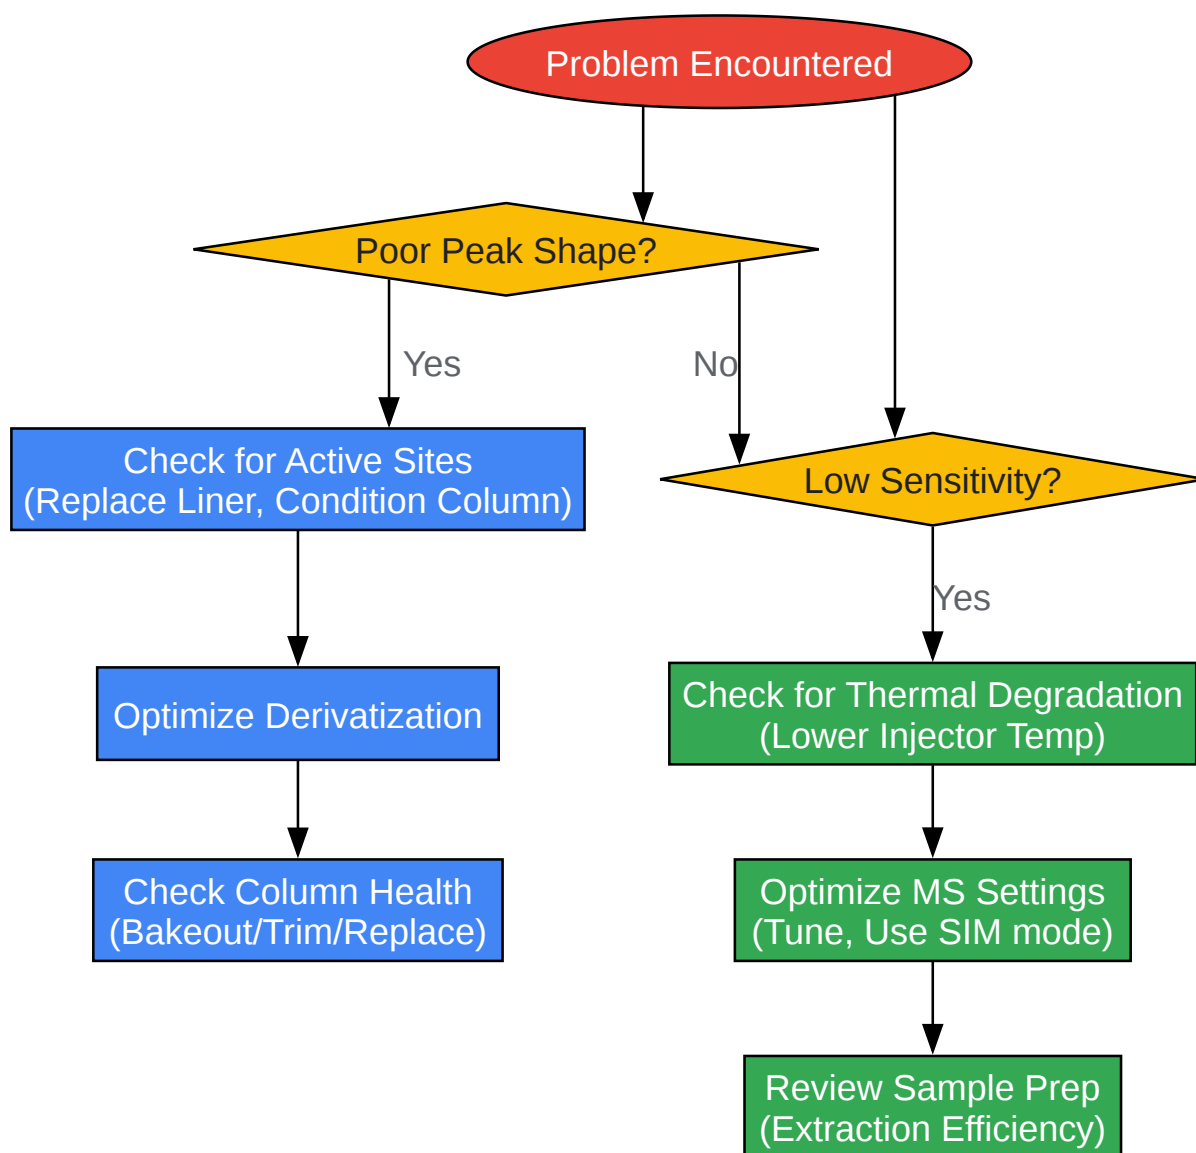 Problem Encountered
Poor Peak Shape?
Yes
No
Check for Active Sites
(Replace Liner, Condition Column)
Low Sensitivity?
Yes
Optimize Derivatization
Check for Thermal Degradation
(Lower Injector Temp)
Check Column Health
(Bakeout/Trim/Replace)
Optimize MS Settings
(Tune, Use SIM mode)
Review Sample Prep
(Extraction Efficiency)